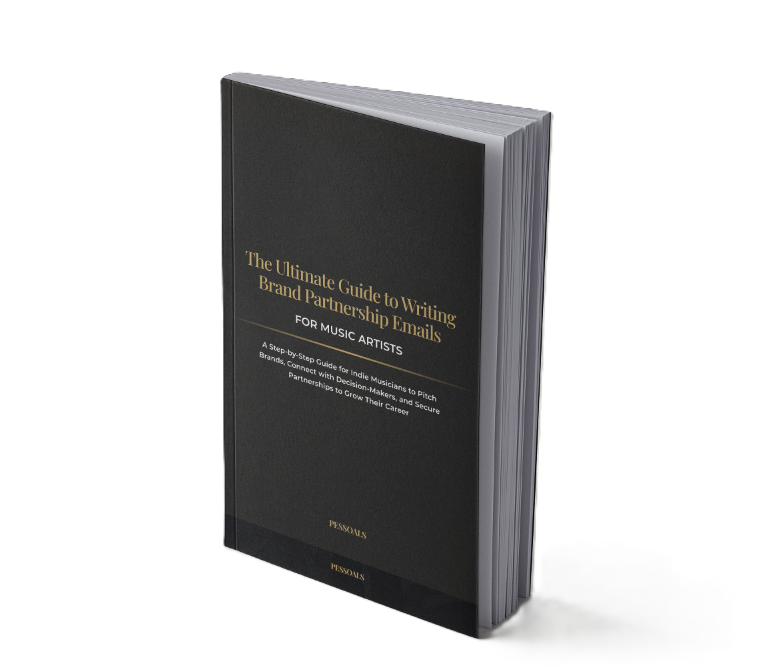 The Ultimate Guide to Writing
Brand Partnership Emails
FOR MUSIC ARTISTS
A Step-by-Step Guide for Indie Musicians to Pitch
Brands, Connect with Decision-Makers, and Secure
Partnerships to Grow Their Career
PESSOALS
PESSOALS